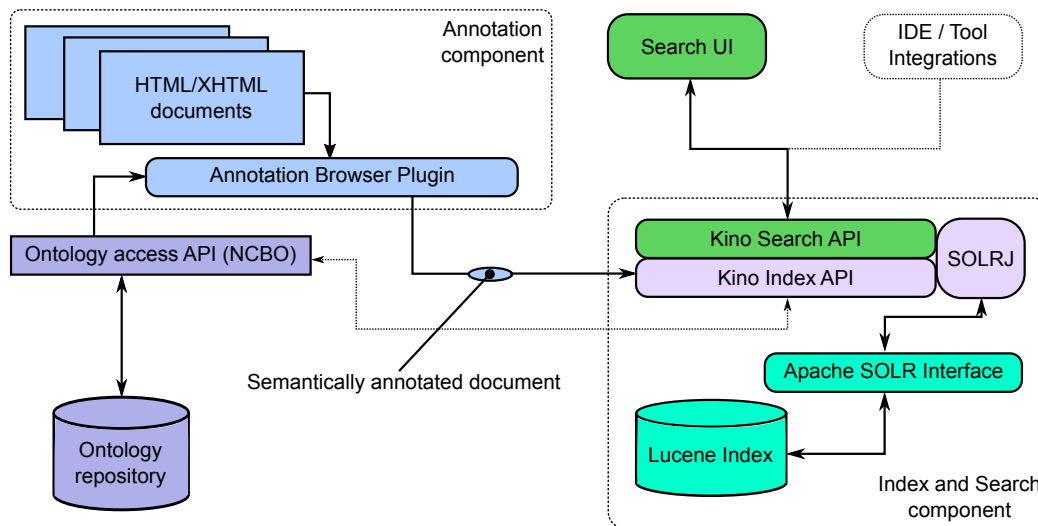 Annotation
component
HTML/XHTML
documents
Annotation Browser Plugin
Search UI
IDE / Tool
Integrations
Ontology access API (NCBO)
Kino Search API
Kino Index API
SOLRJ
Semantically annotated document
Apache SOLR Interface
Ontology
repository
Lucene Index
Index and Search
component